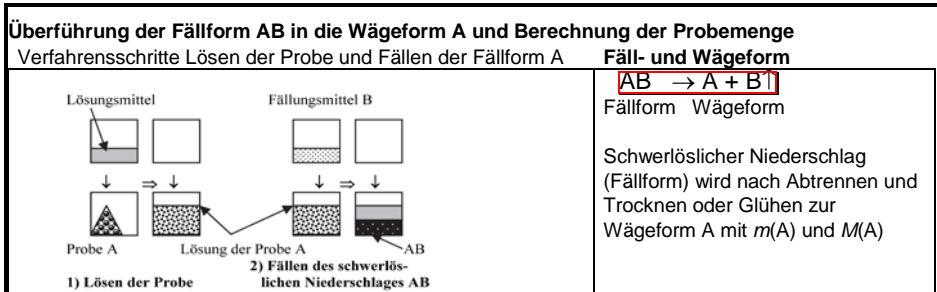 Überführung der Fällform AB in die Wägeform A und Berechnung der Probemenge
Verfahrensschritte Lösen der Probe und Fällen der Fällform A
Fäll- und Wägeform
Lösungsmittel
Fällungsmittel B
↓ ⇒ ↓
↓ ⇒ ↓
Probe A
Lösung der Probe A
AB
1) Lösen der Probe
2) Fällen des schwerlös-
lichen Niederschlages AB
AB → A + B↑
Fällform Wägeform
Schwerlöslicher Niederschlag
(Fällform) wird nach Abtrennen und
Trocknen oder Glühen zur
Wägeform A mit m(A) und M(A)